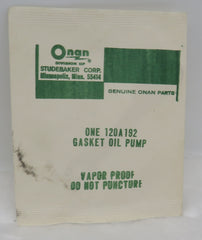 Onan
DIVISION OF
STUDEBAKER CORP.
Minneapolis, Minn. 55414
GENUINE ONAN PARTS
ONE 120A192
GASKET OIL PUMP
VAPOR PROOF
DO NOT PUNCTURE